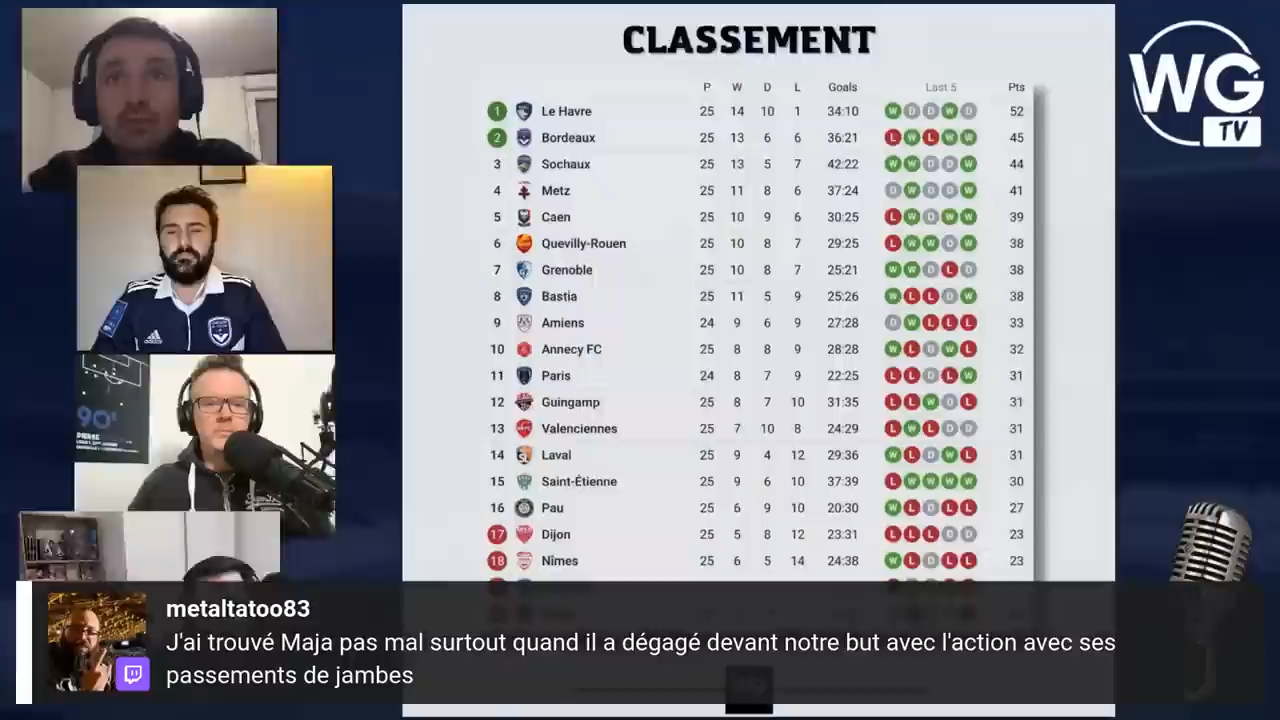 CLASSEMENT
WG
TV
P W D L Goals Last 5 Pts
1 Le Havre 25 14 10 1 34:10 W D D W D 52
2 Bordeaux 25 13 6 6 36:21 L W L W W 45
3 Sochaux 25 13 5 7 42:22 W W D D W 44
4 Metz 25 11 8 6 37:24 D W D D W 41
5 Caen 25 10 9 6 30:25 L W D W W 39
6 Quevilly-Rouen 25 10 8 7 29:25 L W W D W 38
7 Grenoble 25 10 8 7 25:21 W W D L D 38
8 Bastia 25 11 5 9 25:26 W L L D W 38
9 Amiens 24 9 6 9 27:28 D W L L L 33
10 Annecy FC 25 8 8 9 28:28 W L D W L 32
11 Paris 24 8 7 9 22:25 L L D L W 31
12 Guingamp 25 8 7 10 31:35 L L W D L 31
13 Valenciennes 25 7 10 8 24:29 L W L D D 31
14 Laval 25 9 4 12 29:36 W L D W L 31
15 Saint-Étienne 25 9 6 10 37:39 L W W W W 30
16 Pau 25 6 9 10 20:30 W L D L L 27
17 Dijon 25 5 8 12 23:31 L L L D D 23
18 Nîmes 25 6 5 14 24:38 W L D L L 23
90'
metaltatoo83
J'ai trouvé Maja pas mal surtout quand il a dégagé devant notre but avec l'action avec ses
passements de jambes